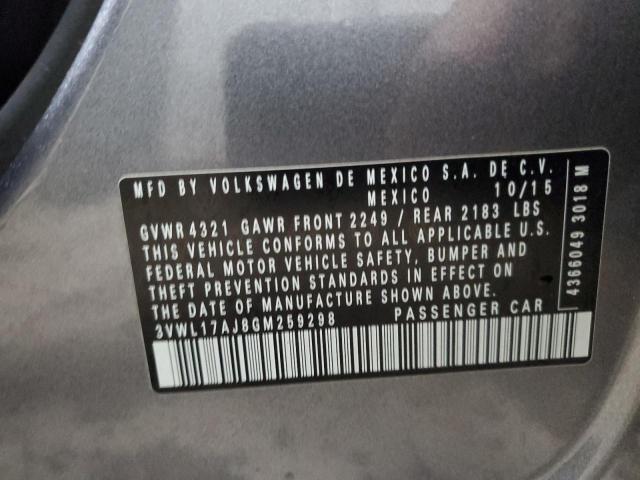 MFD BY VOLKSWAGEN DE MEXICO S.A. DE C.V.
MEXICO 10/15
GVWR 4321 GAWR FRONT 2249 / REAR 2183 LBS
THIS VEHICLE CONFORMS TO ALL APPLICABLE U.S.
FEDERAL MOTOR VEHICLE SAFETY, BUMPER AND
THEFT PREVENTION STANDARDS IN EFFECT ON
THE DATE OF MANUFACTURE SHOWN ABOVE.
3VWL17AJ8GM259298 PASSENGER CAR
4366049 3018 M